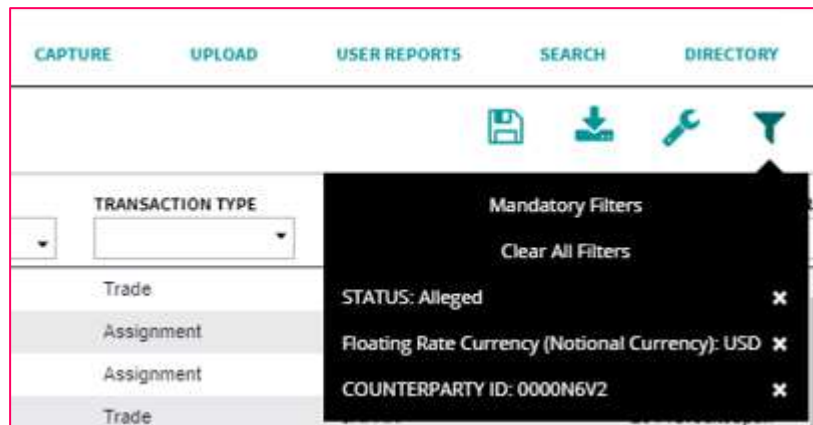 CAPTURE UPLOAD USER REPORTS SEARCH DIRECTORY
TRANSACTION TYPE
Mandatory Filters
Clear All Filters
Trade
STATUS: Alleged
Assignment
Floating Rate Currency (Notional Currency): USD
Assignment
COUNTERPARTY ID: 0000N6V2
Trade